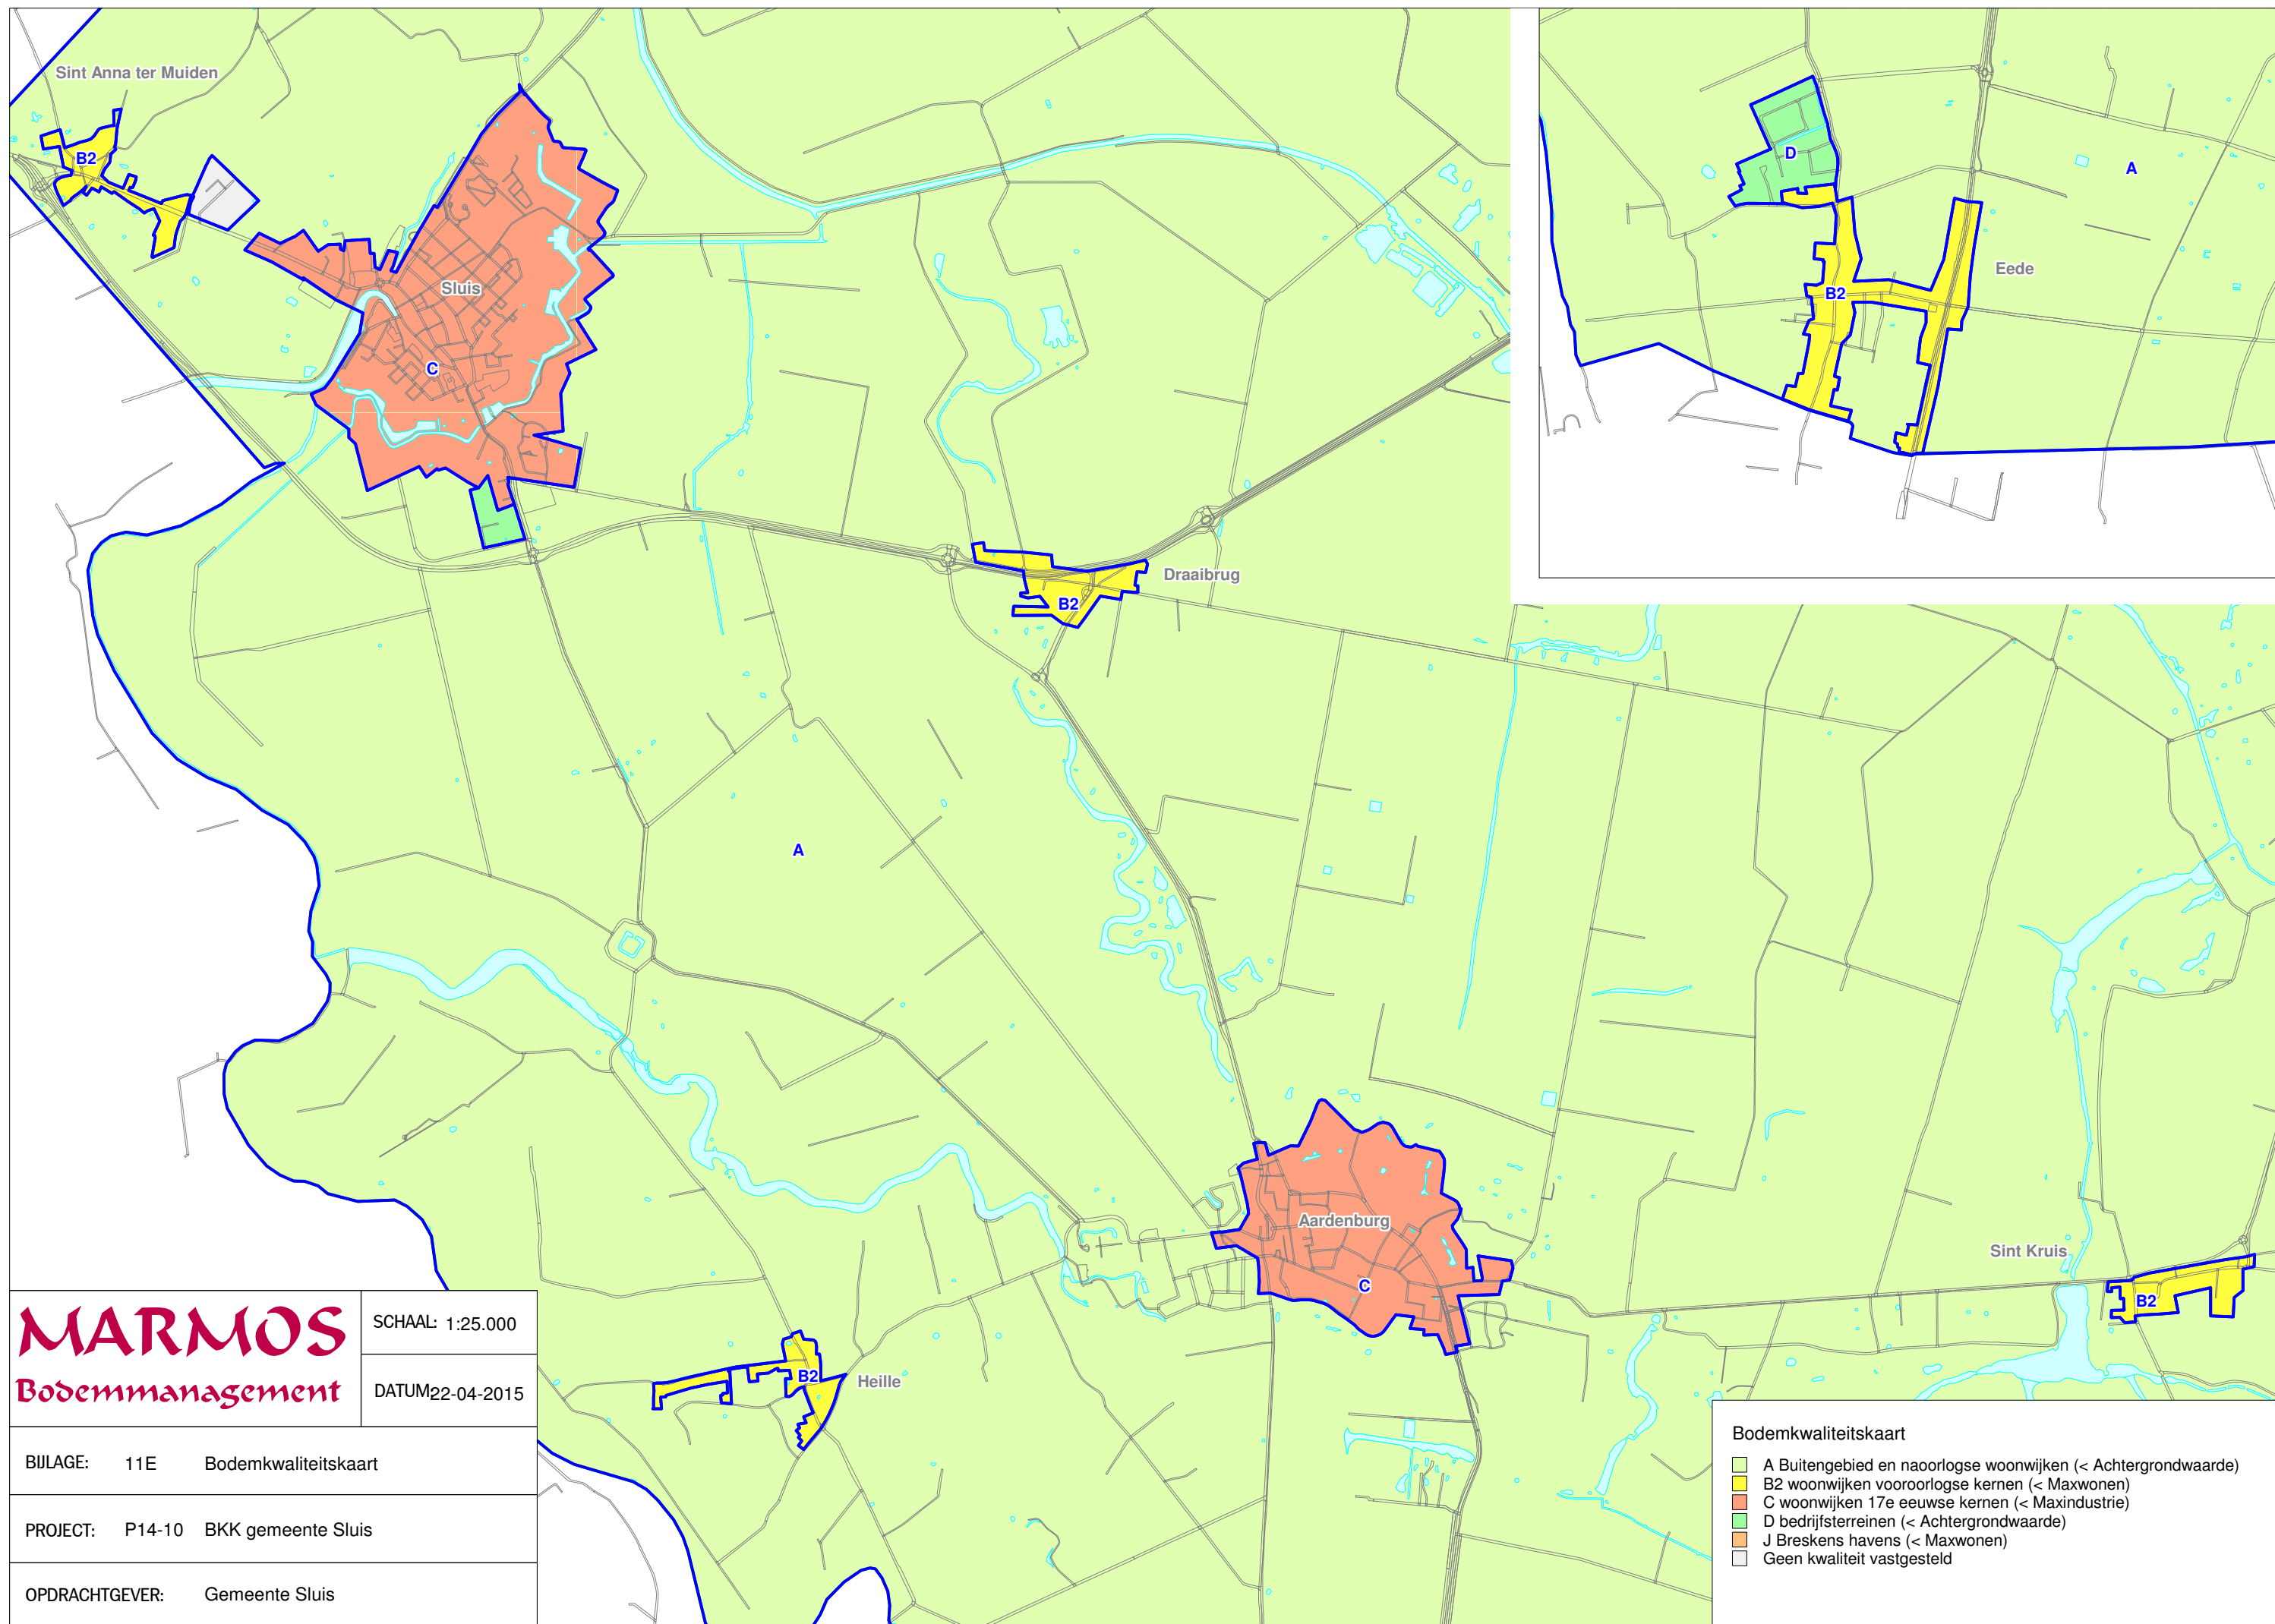 Sint Anna ter Muiden
B2
Sluis
C
D
A
Eede
B2
Draaibrug
B2
A
Aardenburg
C
Sint Kruis
B2
Heille
B2
MARMOS
Bodemmanagement
SCHAAL: 1:25.000
DATUM22-04-2015
BIJLAGE: 11E Bodemkwaliteitskaart
PROJECT: P14-10 BKK gemeente Sluis
OPDRACHTGEVER: Gemeente Sluis
Bodemkwaliteitskaart
A Buitengebied en naoorlogse woonwijken (< Achtergrondwaarde)
B2 woonwijken vooroorlogse kernen (< Maxwonen)
C woonwijken 17e eeuwse kernen (< Maxindustrie)
D bedrijfsterreinen (< Achtergrondwaarde)
J Breskens havens (< Maxwonen)
Geen kwaliteit vastgesteld